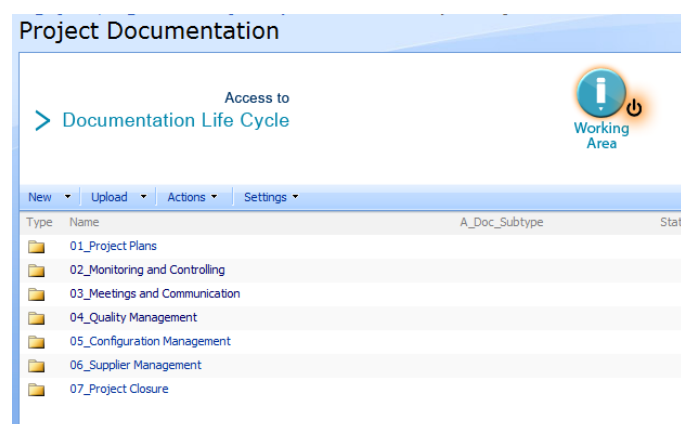 Project Documentation
Access to
Documentation Life Cycle
Working
Area
New Upload Actions Settings
Type Name A_Doc_Subtype Stat
01_Project Plans
02_Monitoring and Controlling
03_Meetings and Communication
04_Quality Management
05_Configuration Management
06_Supplier Management
07_Project Closure